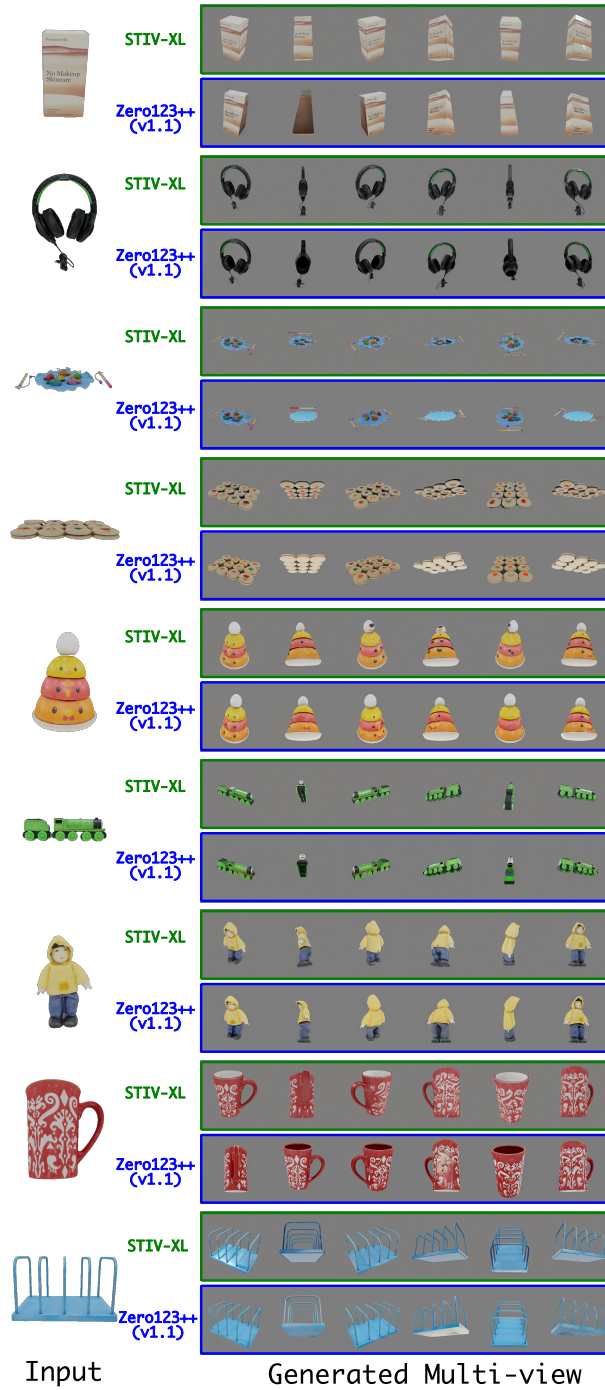 STIV-XL
No Makeup
Skincare
Zero123++
(v1.1)
STIV-XL
Zero123++
(v1.1)
STIV-XL
Zero123++
(v1.1)
STIV-XL
Zero123++
(v1.1)
STIV-XL
Zero123++
(v1.1)
STIV-XL
Zero123++
(v1.1)
STIV-XL
Zero123++
(v1.1)
STIV-XL
Zero123++
(v1.1)
STIV-XL
Zero123++
(v1.1)
Input
Generated Multi-view